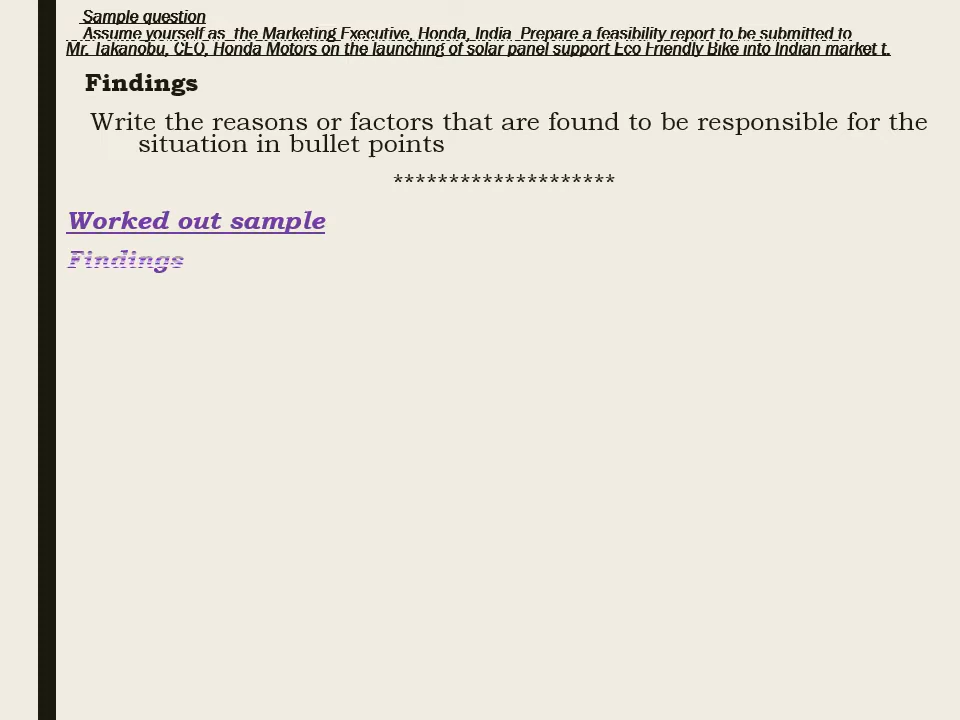 Sample question
Assume yourself as the Marketing Executive, Honda, India Prepare a feasibility report to be submitted to
Mr. Takanobu, CEO, Honda Motors on the launching of solar panel support Eco Friendly Bike into Indian market t.
Findings
Write the reasons or factors that are found to be responsible for the
situation in bullet points
********************
Worked out sample
Findings